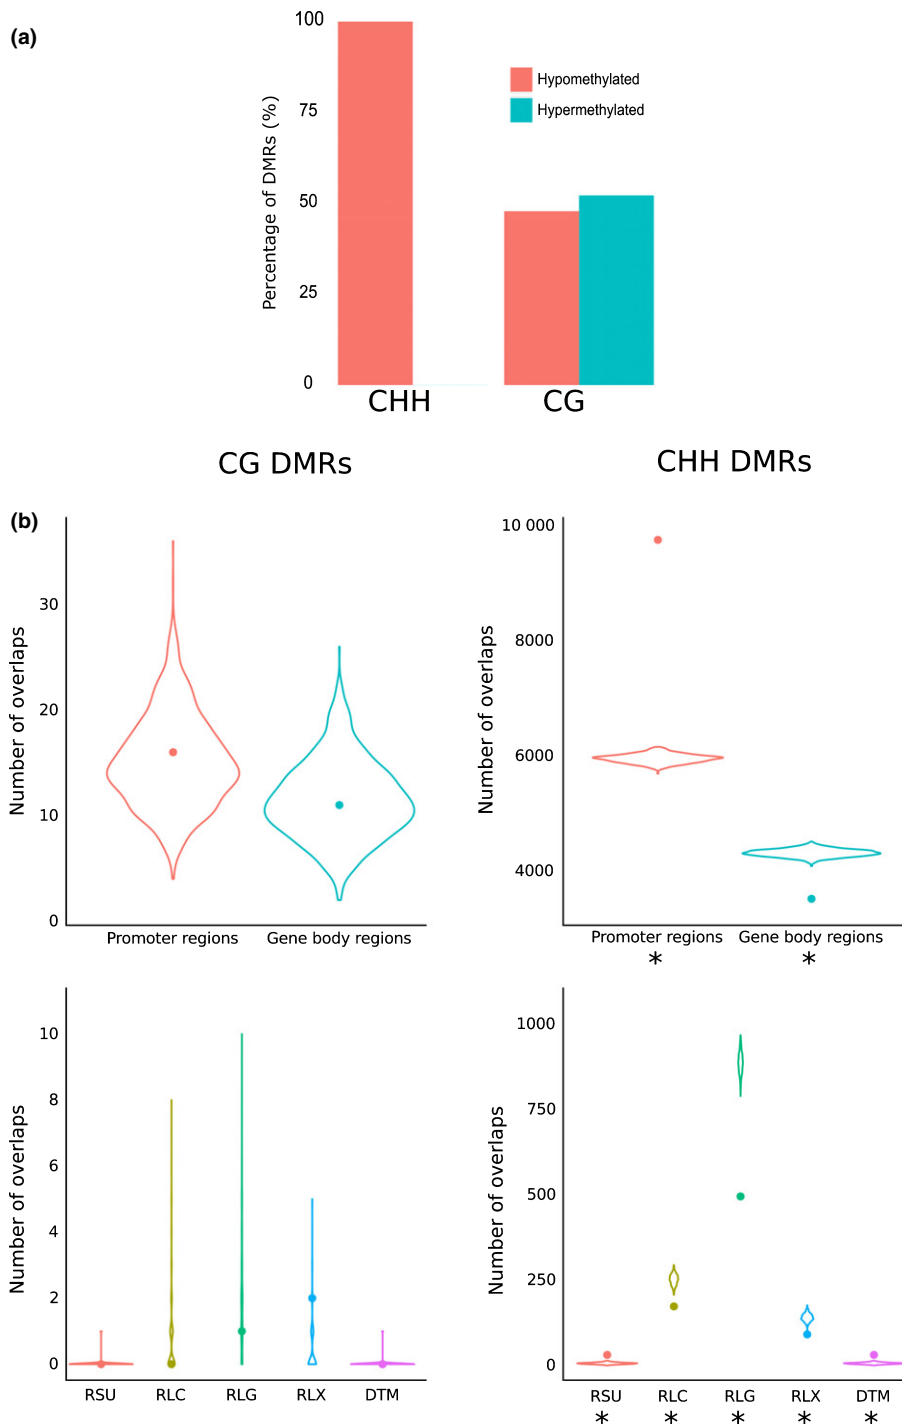 (a)
Percentage of DMRs (%)
100
75
50
25
0
Hypomethylated
Hypermethylated
CHH CG
CG DMRs
CHH DMRs
(b)
Number of overlaps
30
20
10
0
Promoter regions Gene body regions
Number of overlaps
10 000
8000
6000
4000
Promoter regions Gene body regions
* *
Number of overlaps
10
8
6
4
2
0
RSU RLC RLG RLX DTM
Number of overlaps
1000
750
500
250
0
RSU RLC RLG RLX DTM
* * * * *